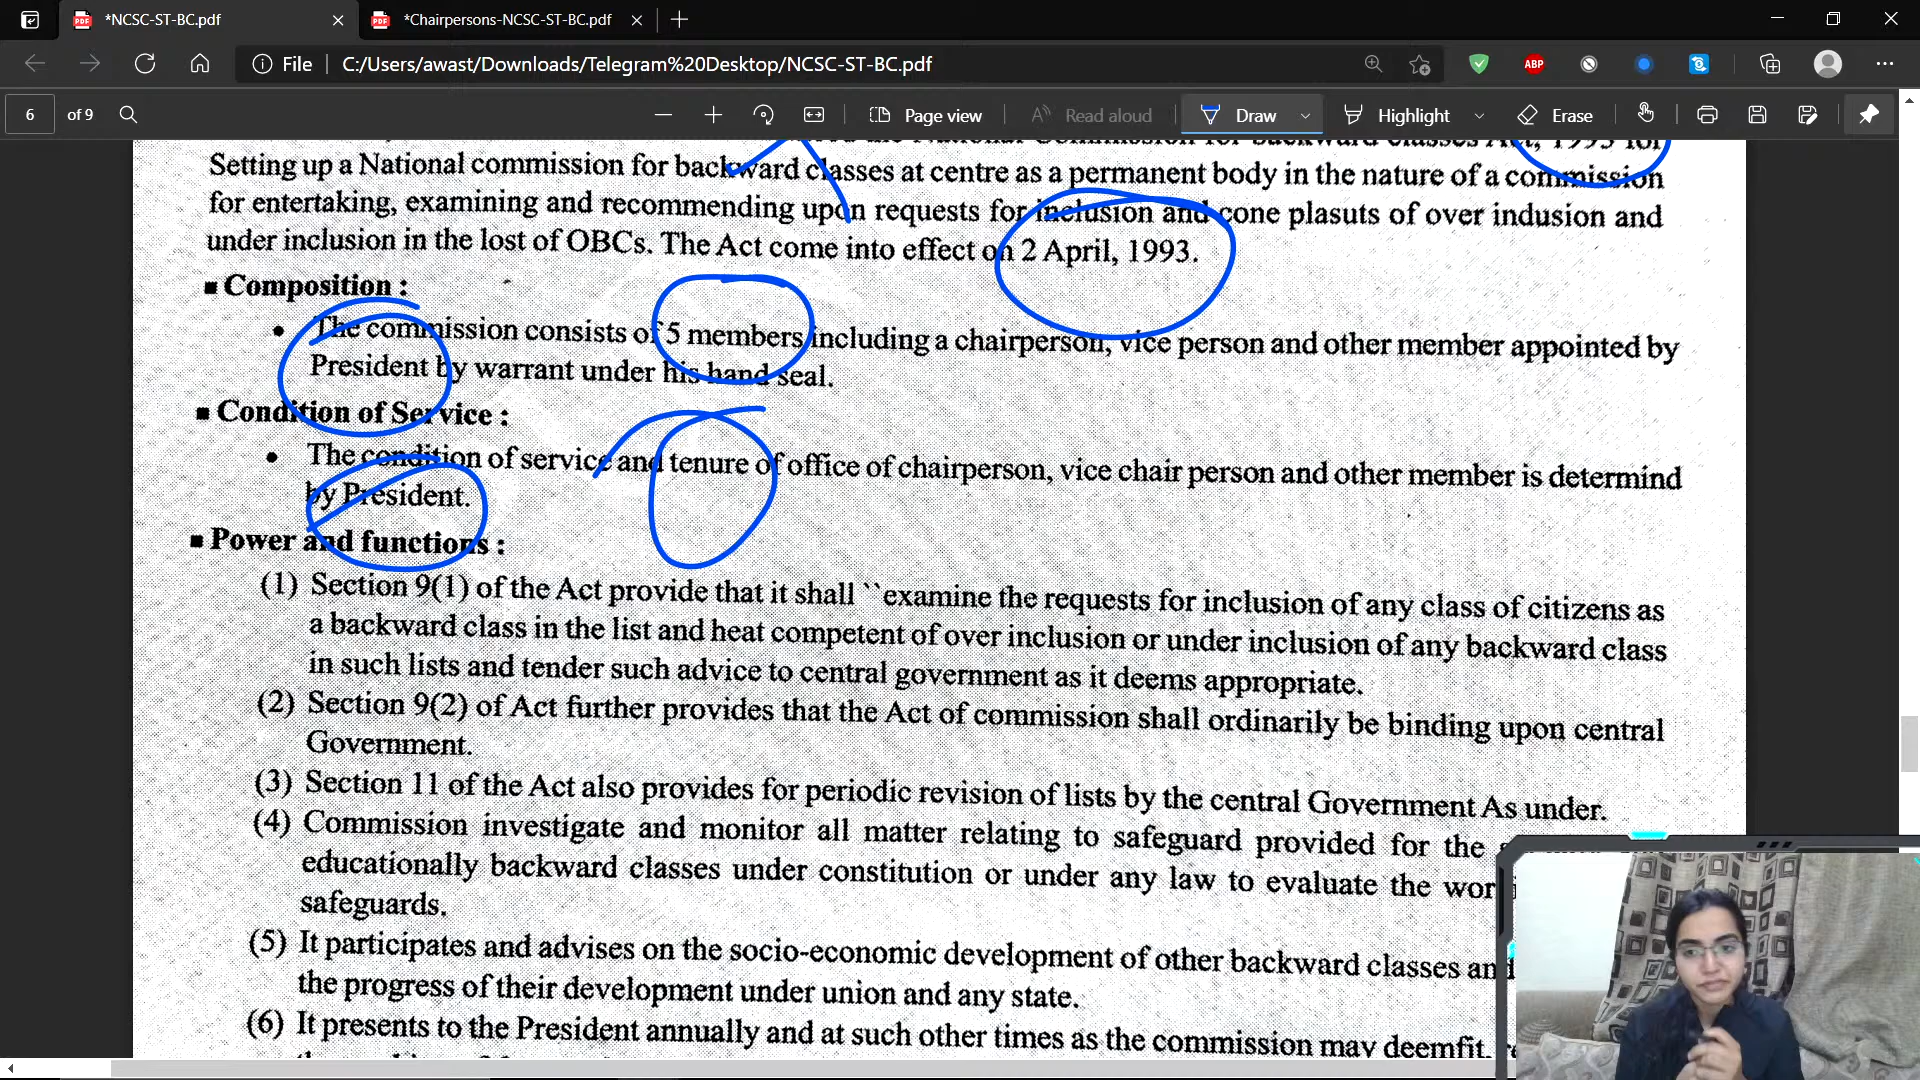 *NCSC-ST-BC.pdf
*Chairpersons-NCSC-ST-BC.pdf
File
C:/Users/awast/Downloads/Telegram%20Desktop/NCSC-ST-BC.pdf
ABP
6 of 9
Page view
Read aloud
Draw
Highlight
Erase
National Commission for backward classes Act, 1993 for
Setting up a National commission for backward classes at centre as a permanent body in the nature of a commission
for entertaking, examining and recommending upon requests for inclusion and cone plasuts of over indusion and
under inclusion in the lost of OBCs. The Act come into effect on 2 April, 1993.
▪ Composition :
• The commission consists of 5 members including a chairperson, vice person and other member appointed by
President by warrant under his hand seal.
▪ Condition of Service :
• The condition of service and tenure of office of chairperson, vice chair person and other member is determind
by President.
▪ Power and functions :
(1) Section 9(1) of the Act provide that it shall ``examine the requests for inclusion of any class of citizens as
a backward class in the list and heat competent of over inclusion or under inclusion of any backward class
in such lists and tender such advice to central government as it deems appropriate.
(2) Section 9(2) of Act further provides that the Act of commission shall ordinarily be binding upon central
Government.
(3) Section 11 of the Act also provides for periodic revision of lists by the central Government As under.
(4) Commission investigate and monitor all matter relating to safeguard provided for the
educationally backward classes under constitution or under any law to evaluate the
safeguards.
(5) It participates and advises on the socio-economic development of other backward classes
the progress of their development under union and any state.
(6) It presents to the President annually and at such other times as the commission may deemfit,